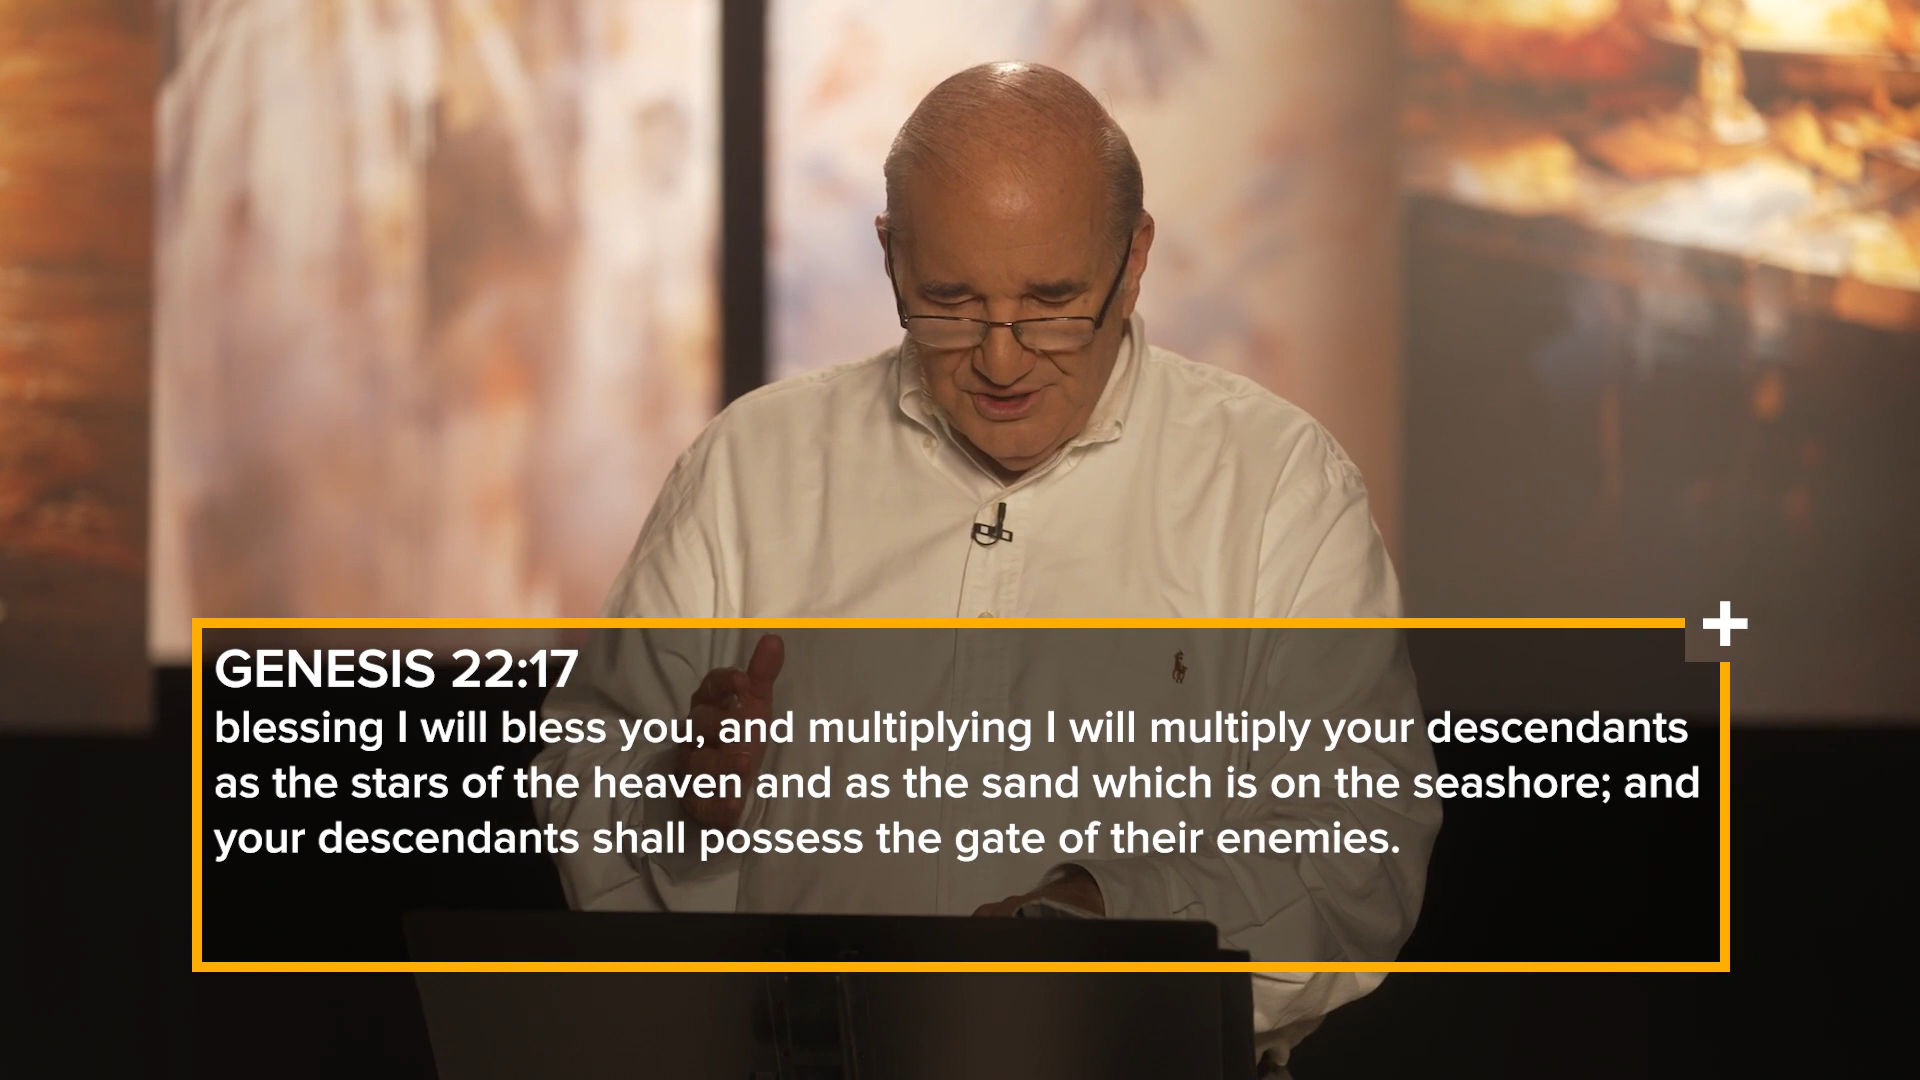 GENESIS 22:17
blessing I will bless you, and multiplying I will multiply your descendants
as the stars of the heaven and as the sand which is on the seashore; and
your descendants shall possess the gate of their enemies.